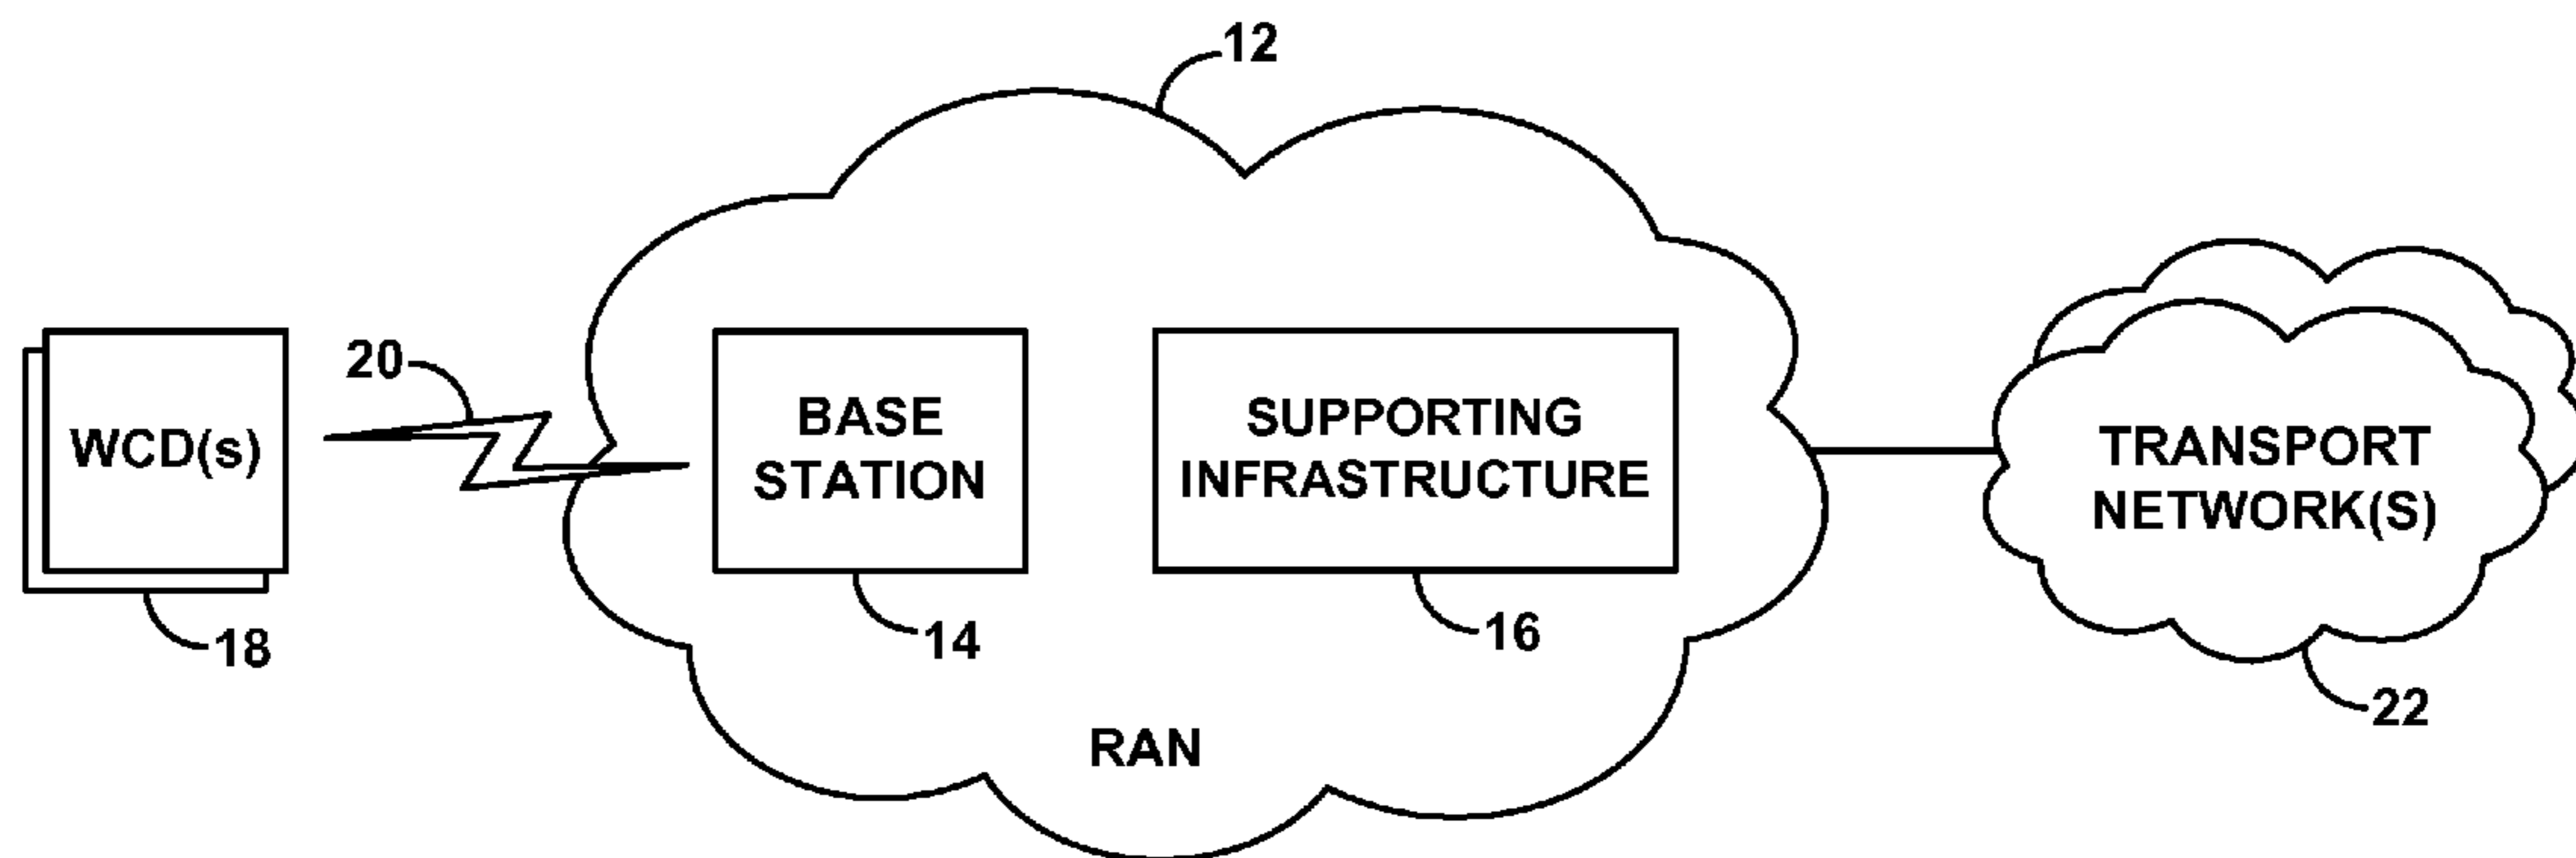 12
20
WCD(s)
BASE
STATION
SUPPORTING
INFRASTRUCTURE
TRANSPORT
NETWORK(S)
18
14
16
22
RAN